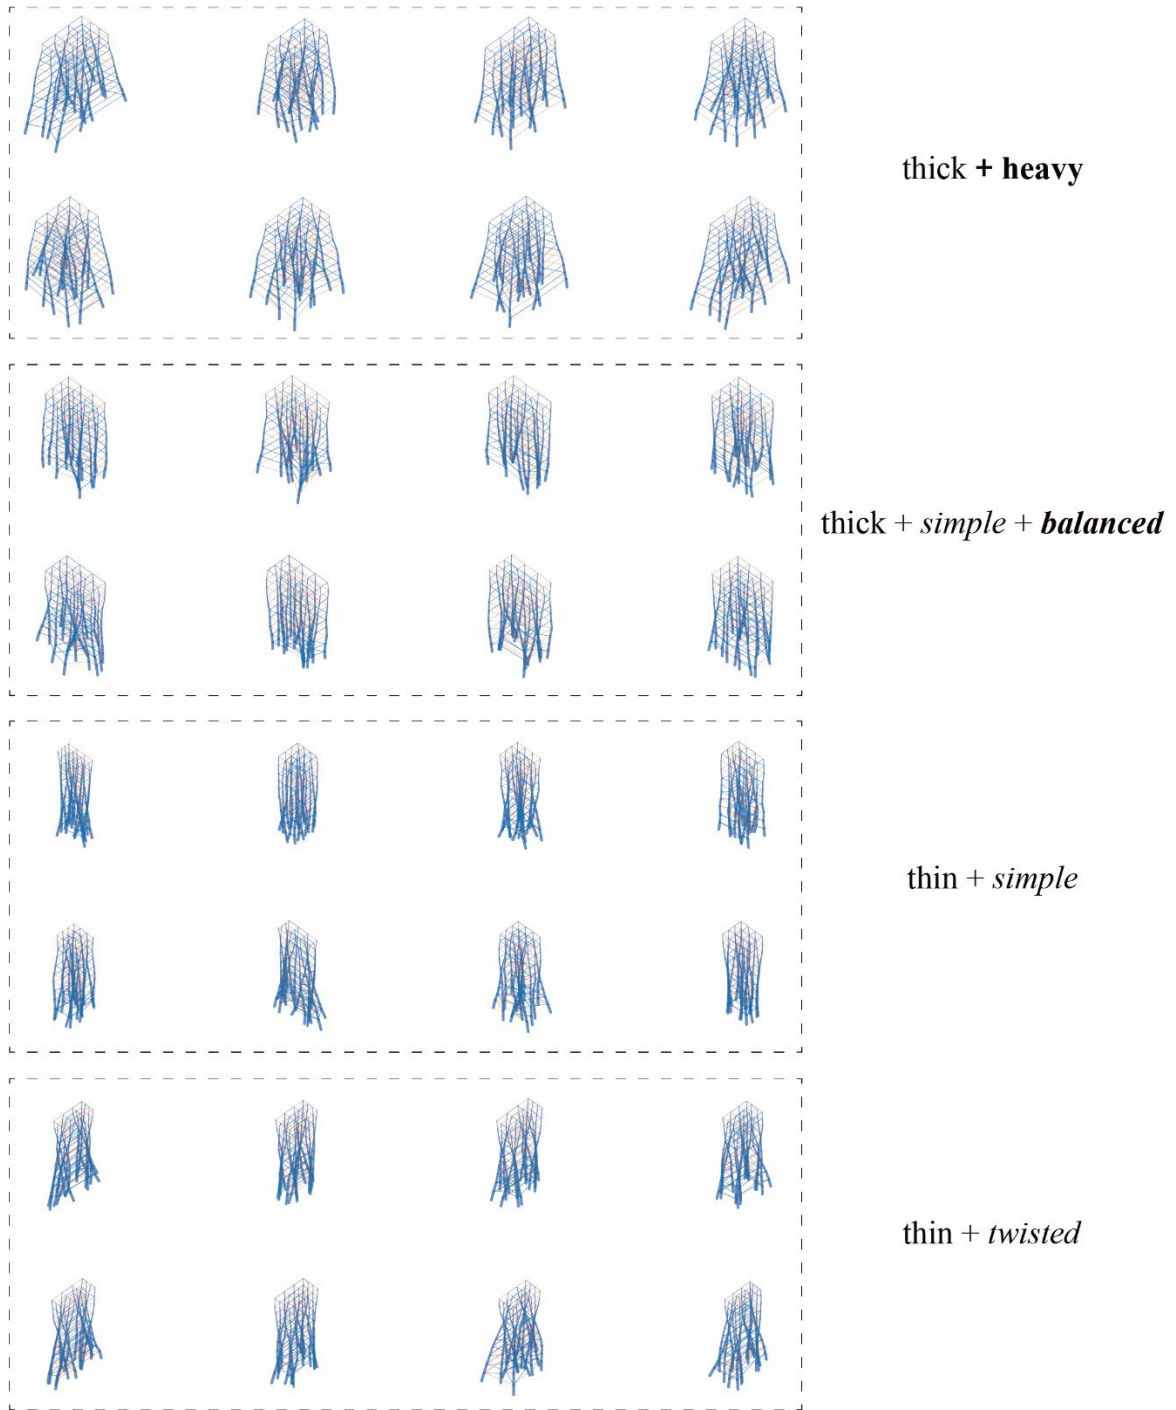 thick + heavy
thick + simple + balanced
thin + simple
thin + twisted